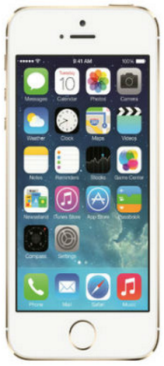 9:41 AM 100%
Tuesday
10
Messages Calendar Photos Camera
Weather Clock Maps Videos
Notes Reminders Stocks Game Center
Newsstand iTunes Store App Store Passbook
Compass Settings
Phone Mail Safari Music